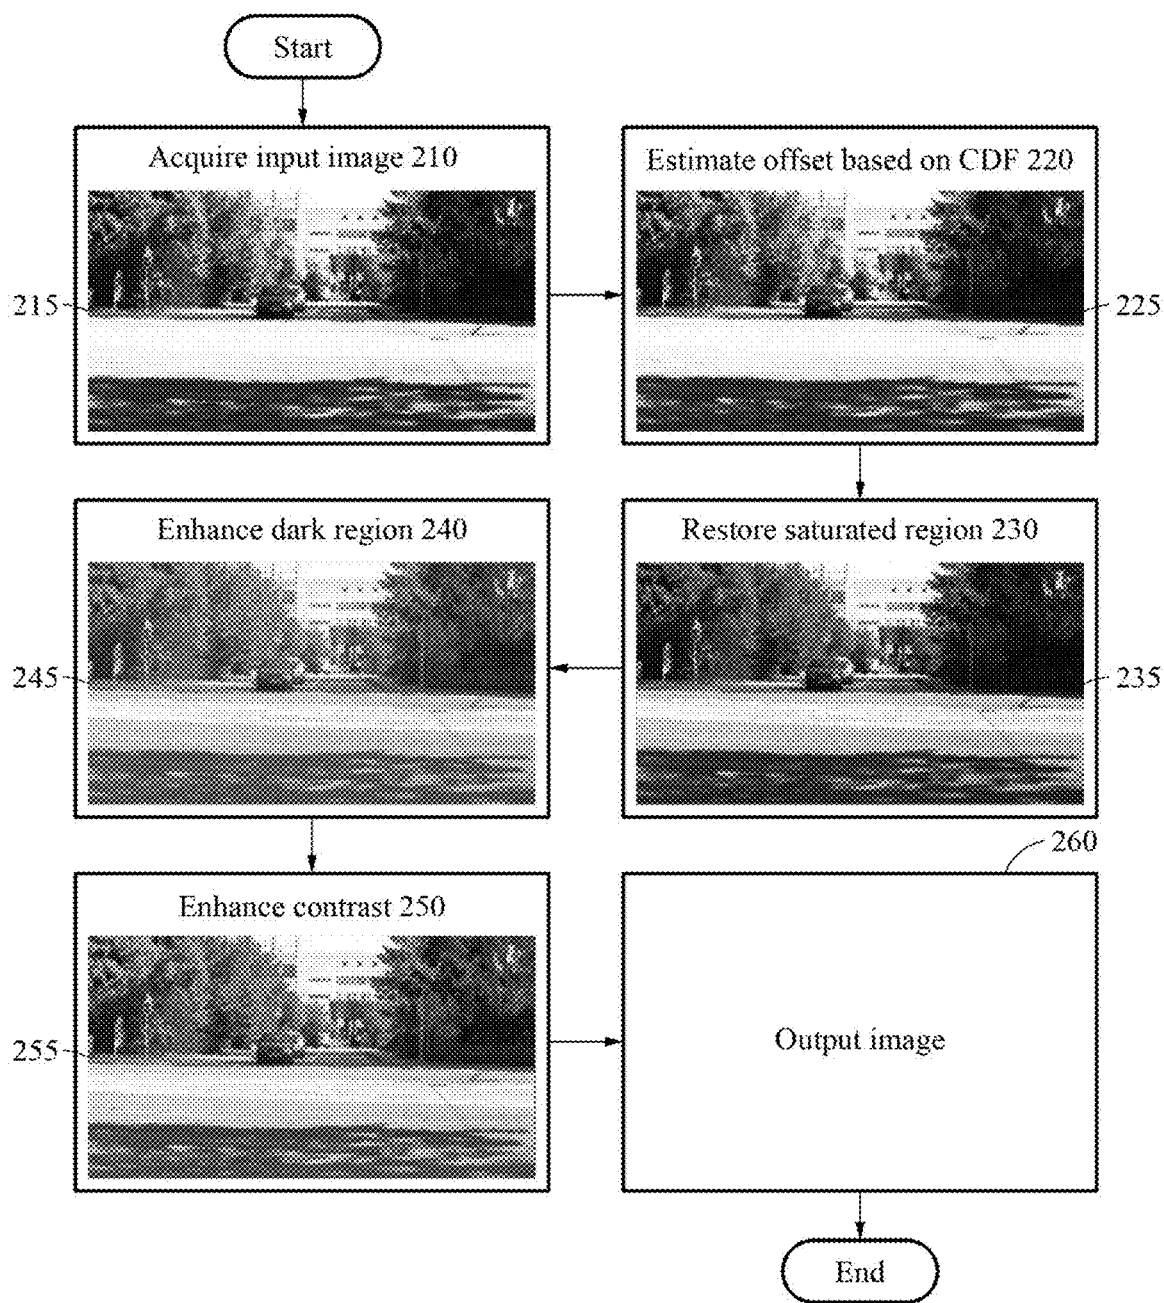 Start
Acquire input image 210
215
Estimate offset based on CDF 220
225
Restore saturated region 230
235
Enhance dark region 240
245
Enhance contrast 250
255
260
Output image
End